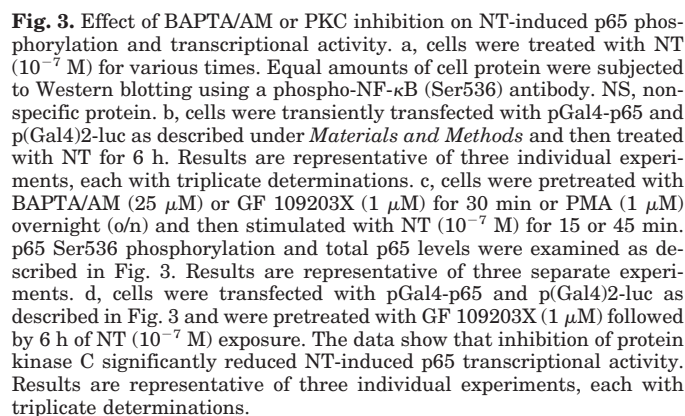 Fig. 3. Effect of BAPTA/AM or PKC inhibition on NT-induced p65 phos-
phorylation and transcriptional activity. a, cells were treated with NT
(10⁻⁷ M) for various times. Equal amounts of cell protein were subjected
to Western blotting using a phospho-NF-κB (Ser536) antibody. NS, non-
specific protein. b, cells were transiently transfected with pGal4-p65 and
p(Gal4)2-luc as described under Materials and Methods and then treated
with NT for 6 h. Results are representative of three individual experi-
ments, each with triplicate determinations. c, cells were pretreated with
BAPTA/AM (25 μM) or GF 109203X (1 μM) for 30 min or PMA (1 μM)
overnight (o/n) and then stimulated with NT (10⁻⁷ M) for 15 or 45 min.
p65 Ser536 phosphorylation and total p65 levels were examined as de-
scribed in Fig. 3. Results are representative of three separate experi-
ments. d, cells were transfected with pGal4-p65 and p(Gal4)2-luc as
described in Fig. 3 and were pretreated with GF 109203X (1 μM) followed
by 6 h of NT (10⁻⁷ M) exposure. The data show that inhibition of protein
kinase C significantly reduced NT-induced p65 transcriptional activity.
Results are representative of three individual experiments, each with
triplicate determinations.